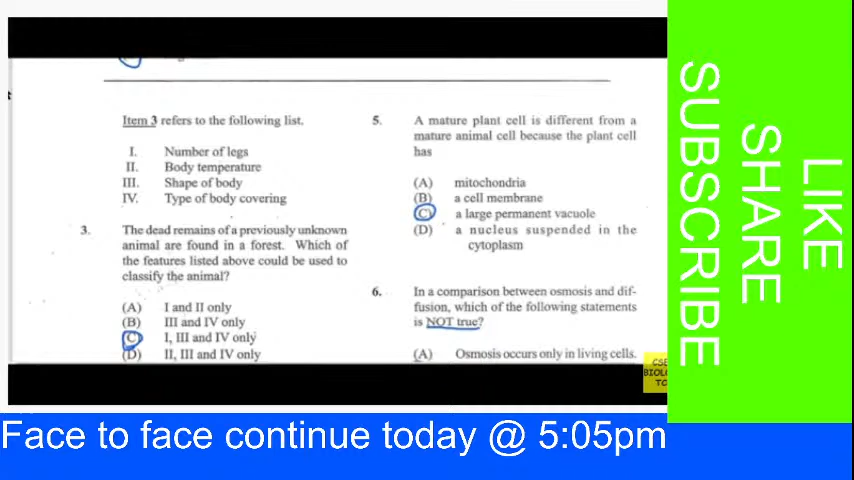 Item 3 refers to the following list.
I. Number of legs
II. Body temperature
III. Shape of body
IV. Type of body covering
3. The dead remains of a previously unknown
animal are found in a forest. Which of
the features listed above could be used to
classify the animal?
(A) I and II only
(B) III and IV only
(C) I, III and IV only
(D) II, III and IV only
5. A mature plant cell is different from a
mature animal cell because the plant cell
has
(A) mitochondria
(B) a cell membrane
(C) a large permanent vacuole
(D) a nucleus suspended in the
cytoplasm
6. In a comparison between osmosis and dif-
fusion, which of the following statements
is NOT true?
(A) Osmosis occurs only in living cells.
CSE
BIOLO
TO
LIKE
SHARE
SUBSCRIBE
Face to face continue today @ 5:05pm